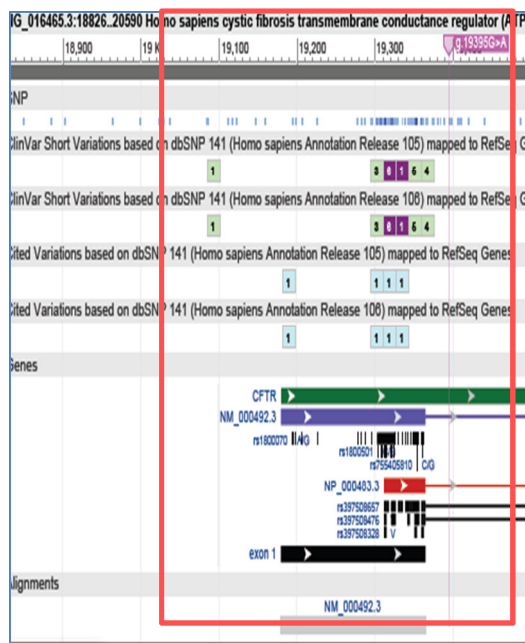 IG_016465.3:18826..20590 Homo sapiens cystic fibrosis transmembrane conductance regulator (ATP
18,900 19 K 19,100 19,200 19,300 g.19395G>A
SNP
ClinVar Short Variations based on dbSNP 141 (Homo sapiens Annotation Release 105) mapped to RefSeq G
1 3 6 1 5 4
ClinVar Short Variations based on dbSNP 141 (Homo sapiens Annotation Release 106) mapped to RefSeq G
1 3 6 1 5 4
Cited Variations based on dbSNP 141 (Homo sapiens Annotation Release 105) mapped to RefSeq Genes
1 1 1 1
Cited Variations based on dbSNP 141 (Homo sapiens Annotation Release 106) mapped to RefSeq Genes
1 1 1 1
Genes
CFTR
NM_000492.3
rs1800070 A/G
rs1800501
rs755405810 C/G
NP_000483.3
rs397508657
rs397508476
rs397508328 V
exon 1
Alignments
NM_000492.3